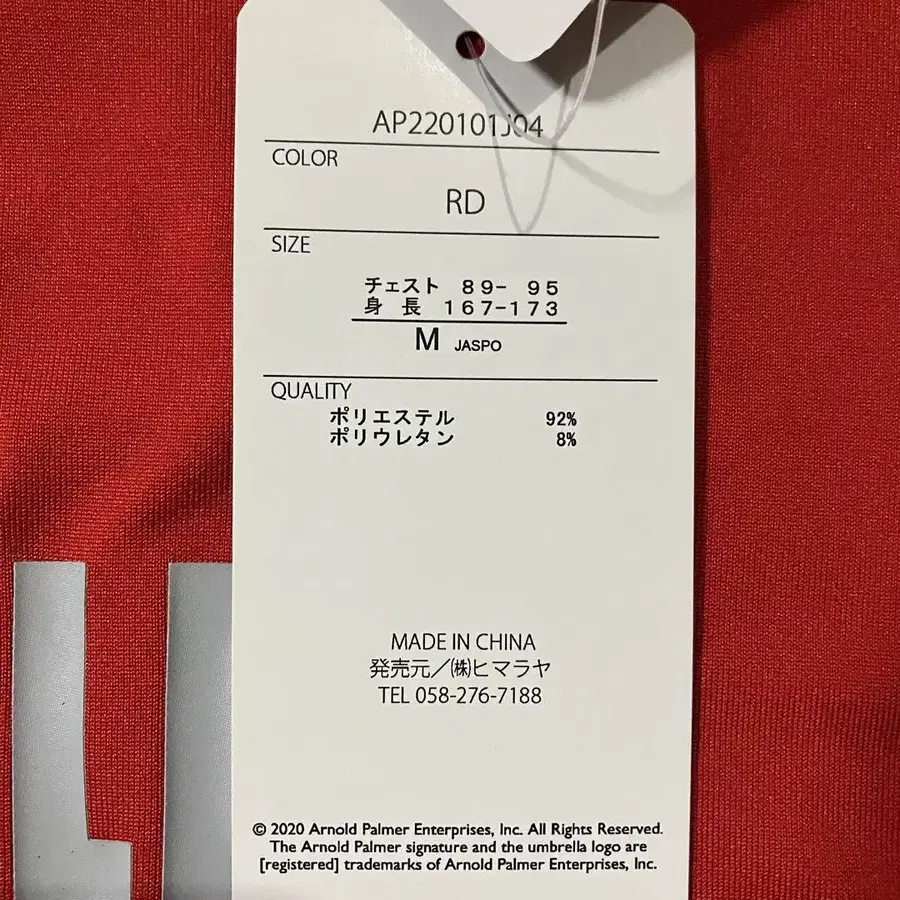 AP220101J04
COLOR
RD
SIZE
チェスト 89- 95
身長 167-173
M JASPO
QUALITY
ポリエステル 92%
ポリウレタン 8%
MADE IN CHINA
発売元／㈱ヒマラヤ
TEL 058-276-7188
© 2020 Arnold Palmer Enterprises, Inc. All Rights Reserved.
The Arnold Palmer signature and the umbrella logo are
[registered] trademarks of Arnold Palmer Enterprises, Inc.